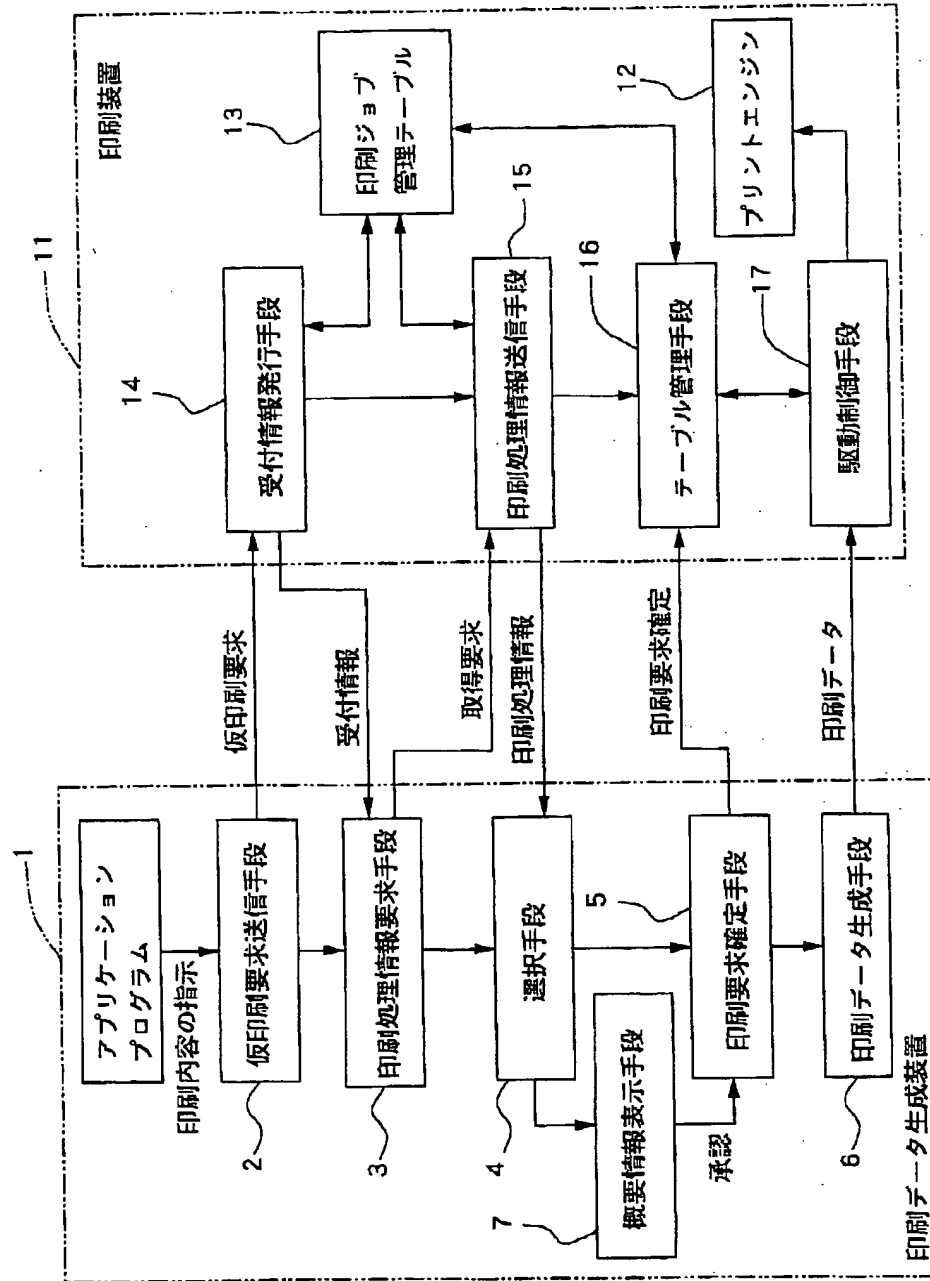 1
アプリケーション
プログラム
印刷内容の指示
2
仮印刷要求送信手段
3
印刷処理情報要求手段
4
選択手段
7
概要情報表示手段
承認
5
印刷要求確定手段
6
印刷データ生成手段
印刷データ生成装置
仮印刷要求
受付情報
取得要求
印刷処理情報
印刷要求確定
印刷データ
11
印刷装置
14
受付情報発行手段
13
印刷ジョブ
管理テーブル
15
印刷処理情報送信手段
16
テーブル管理手段
12
プリントエンジン
17
駆動制御手段